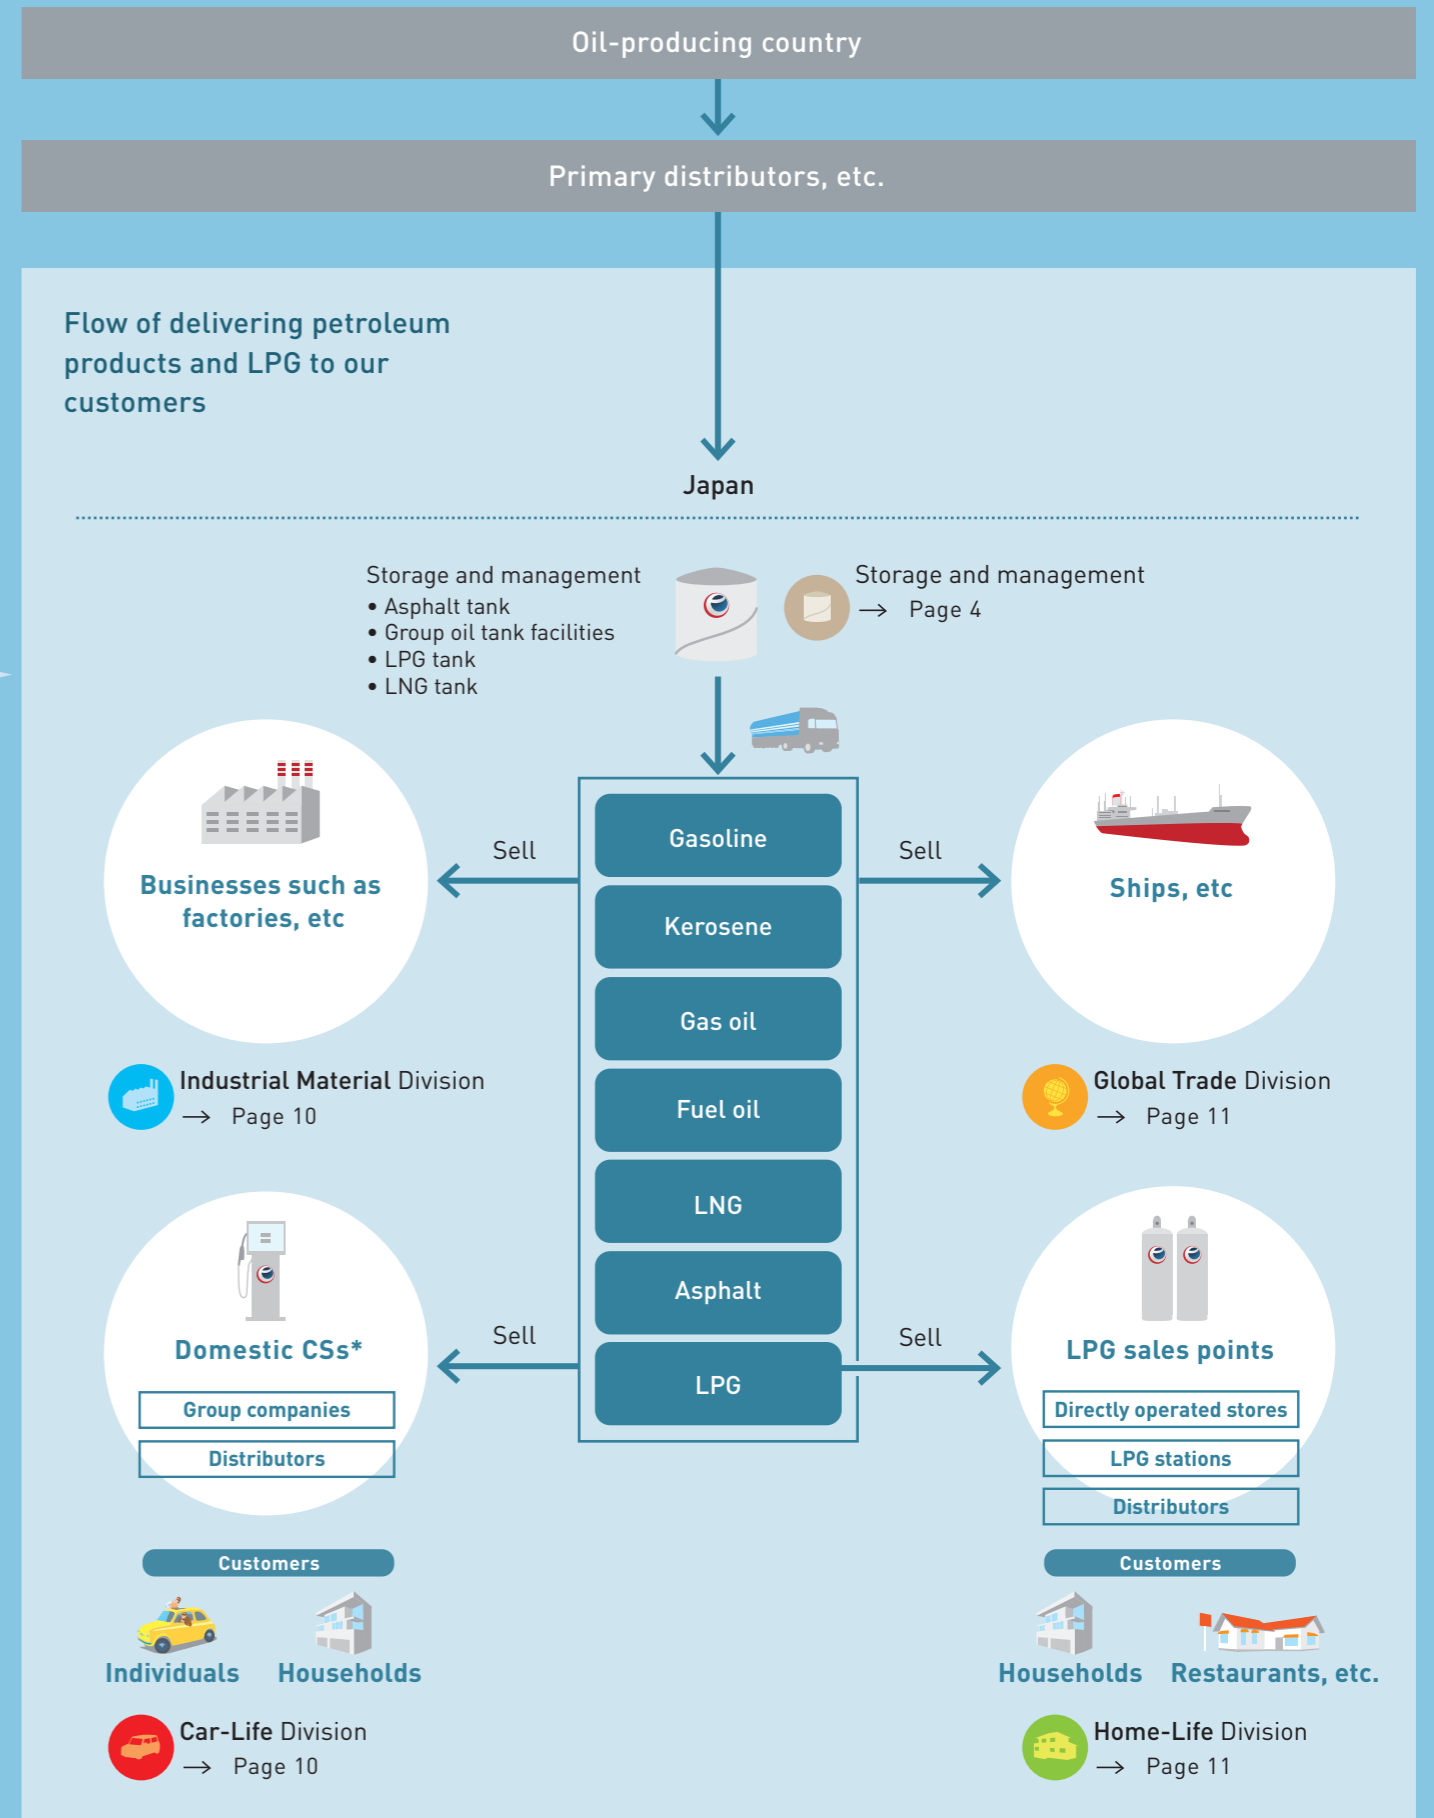 Oil-producing country
Primary distributors, etc.
Flow of delivering petroleum
products and LPG to our
customers
Japan
Storage and management
• Asphalt tank
• Group oil tank facilities
• LPG tank
• LNG tank
Storage and management
→ Page 4
Businesses such as
factories, etc
Industrial Material Division
→ Page 10
Sell
Gasoline
Kerosene
Gas oil
Fuel oil
LNG
Asphalt
LPG
Sell
Ships, etc
Global Trade Division
→ Page 11
Domestic CSs*
Group companies
Distributors
Sell
Customers
Individuals
Households
Car-Life Division
→ Page 10
Sell
LPG sales points
Directly operated stores
LPG stations
Distributors
Customers
Households
Restaurants, etc.
Home-Life Division
→ Page 11